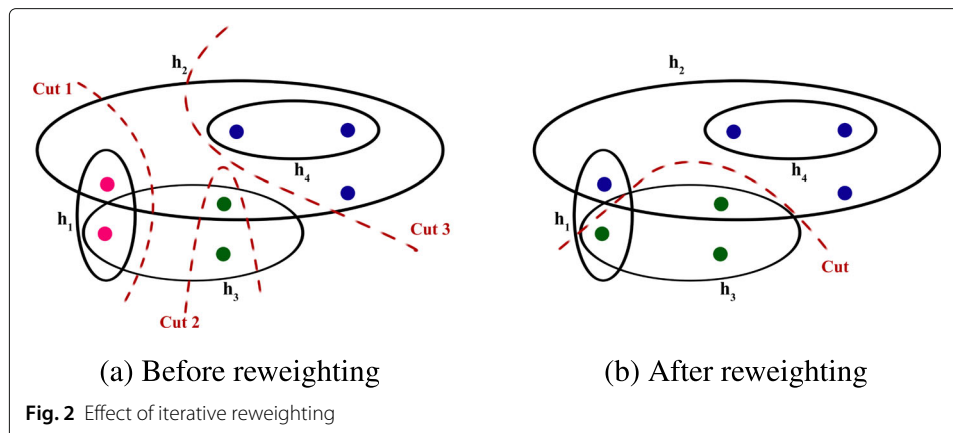 h2
Cut 1
h4
h1
Cut 3
h3
Cut 2
(a) Before reweighting
h2
h4
h1
Cut
h3
(b) After reweighting
Fig. 2 Effect of iterative reweighting